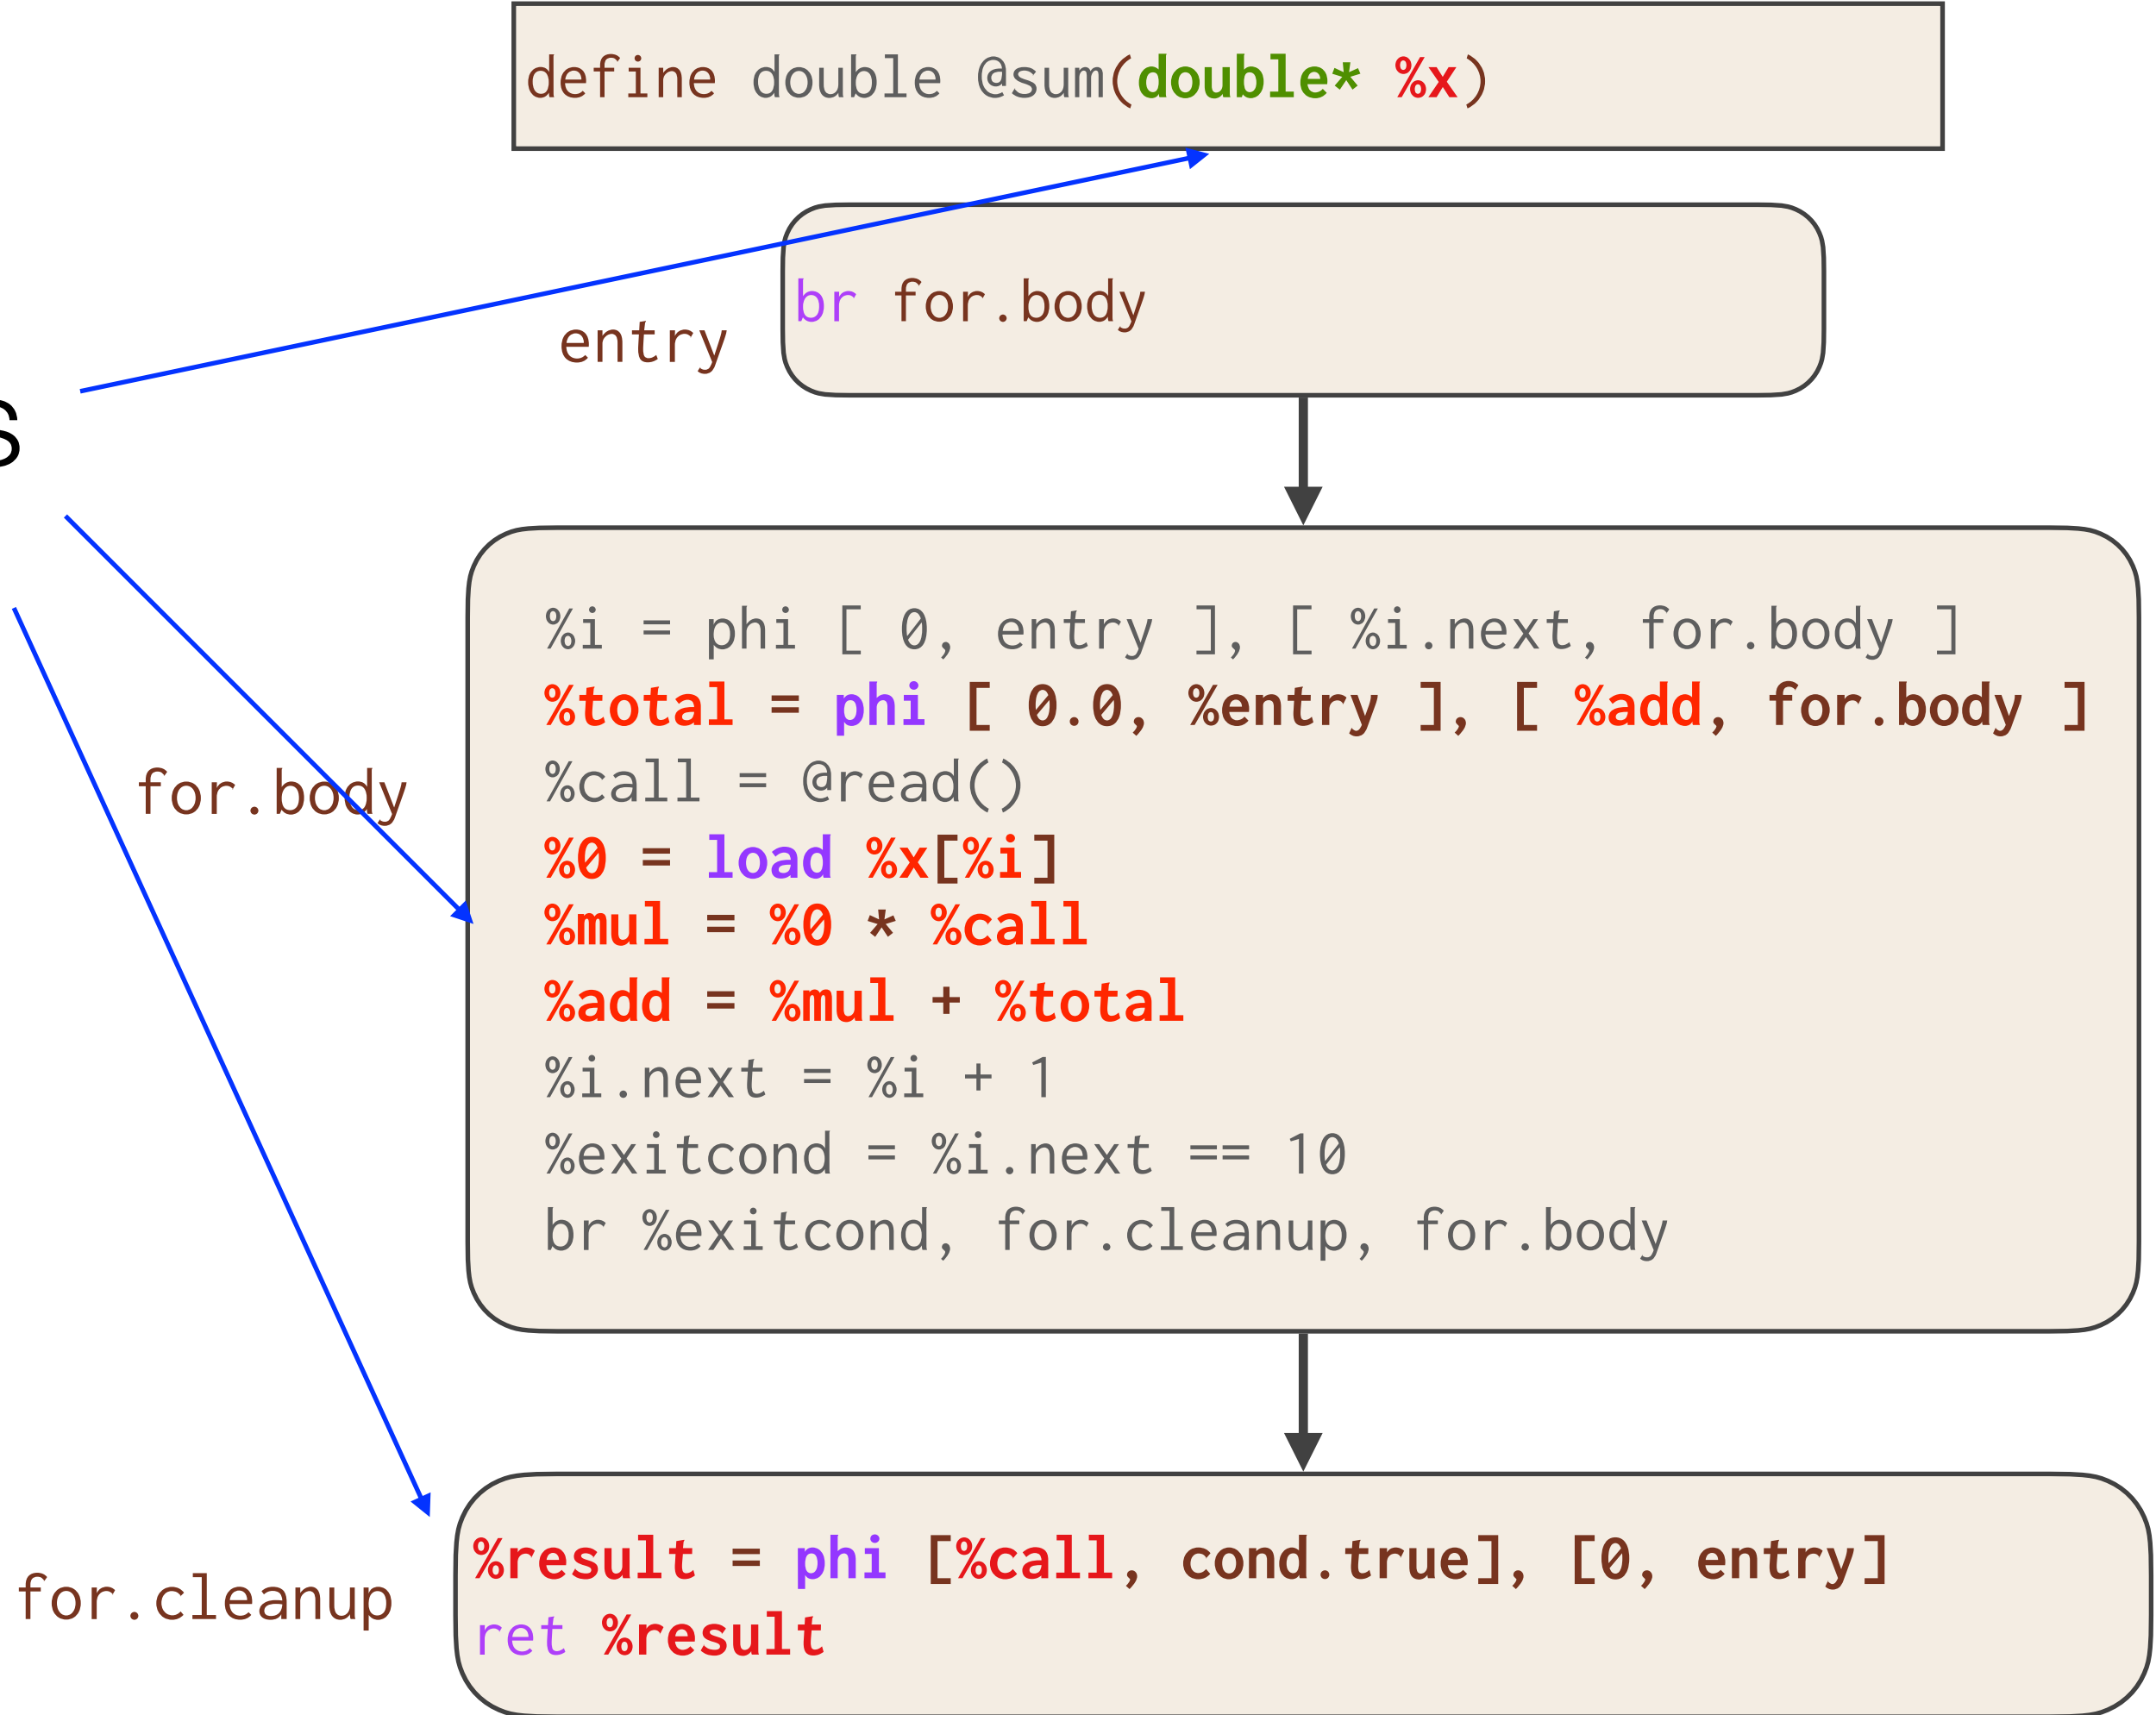 define double @sum(double* %x)
br for.body
entry
s
%i = phi [ 0, entry ], [ %i.next, for.body ]
%total = phi [ 0.0, %enry ], [ %add, for.body ]
for.body
%call = @read()
%0 = load %x[%i]
%mul = %0 * %call
%add = %mul + %total
%i.next = %i + 1
%exitcond = %i.next == 10
br %exitcond, for.cleanup, for.body
for.cleanup
%result = phi [%call, cond.true], [0, entry]
ret %result